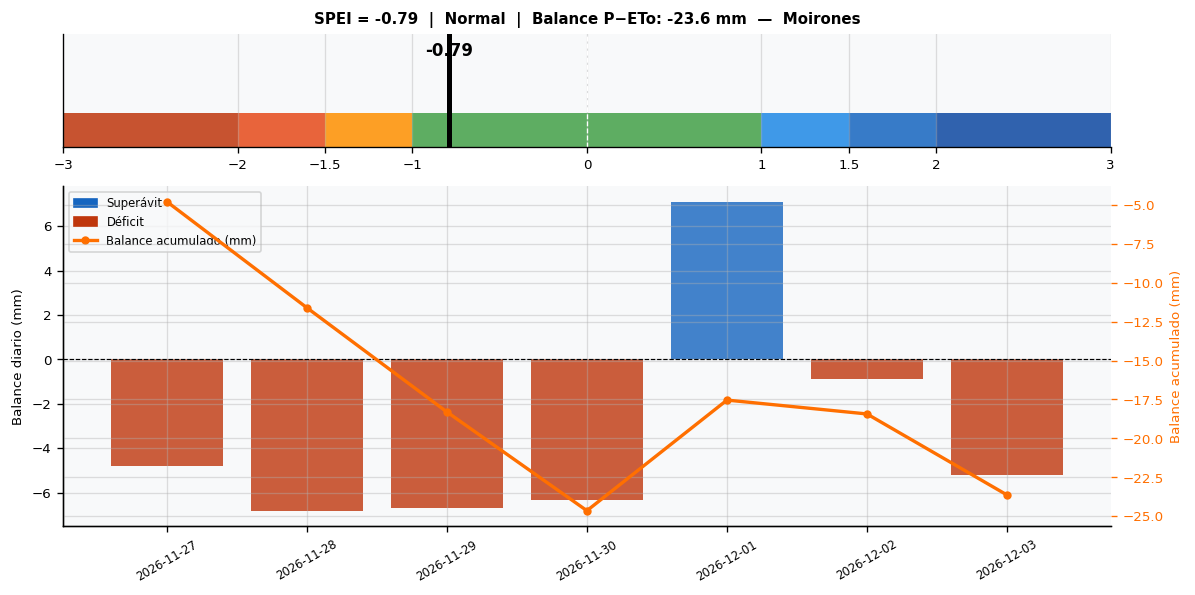 SPEI = -0.79  |  Normal  |  Balance P−ETo: -23.6 mm  —  Moirones
-0.79
−3 −2 −1.5 −1 0 1 1.5 2 3
Superávit
Déficit
Balance acumulado (mm)
Balance diario (mm)
6
4
2
0
−2
−4
−6
−5.0
−7.5
−10.0
−12.5
−15.0
−17.5
−20.0
−22.5
−25.0
Balance acumulado (mm)
2026-11-27 2026-11-28 2026-11-29 2026-11-30 2026-12-01 2026-12-02 2026-12-03